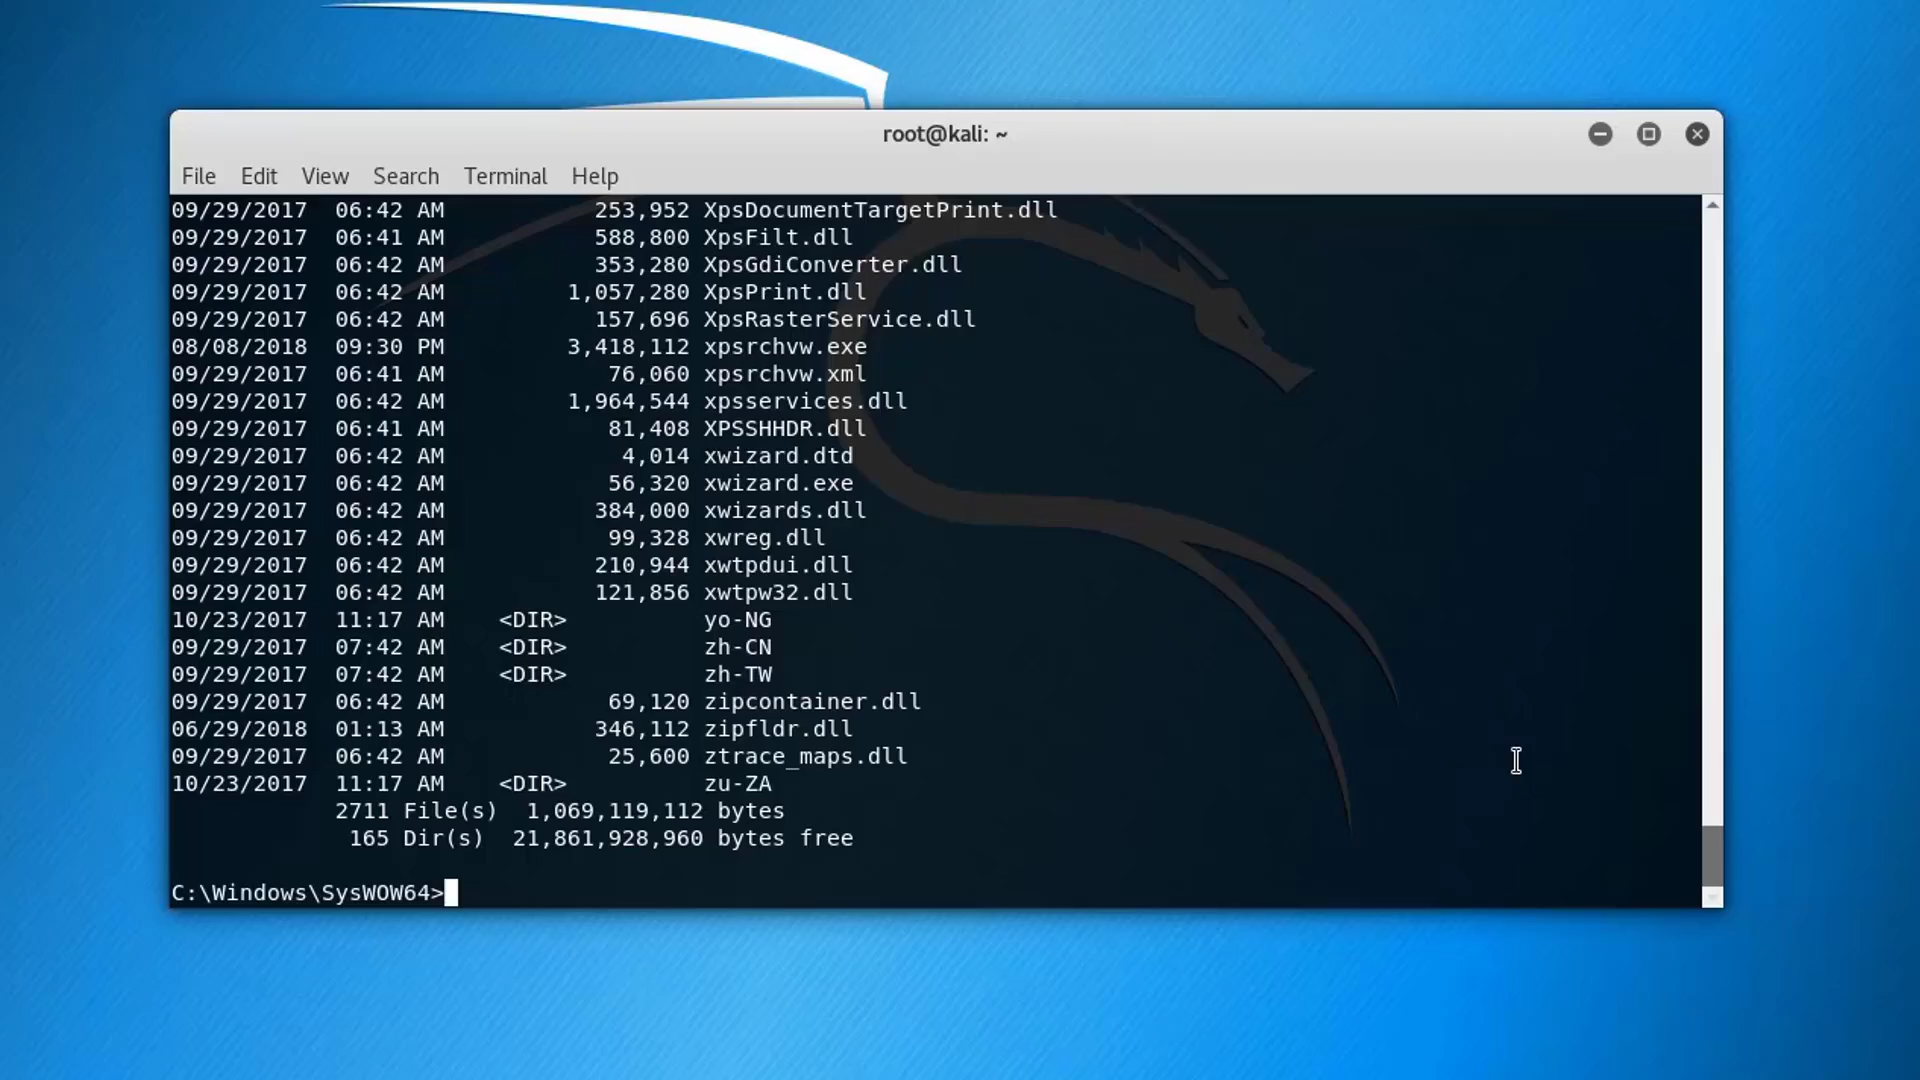 root@kali: ~
File Edit View Search Terminal Help
09/29/2017  06:42 AM           253,952 XpsDocumentTargetPrint.dll
09/29/2017  06:41 AM           588,800 XpsFilt.dll
09/29/2017  06:42 AM           353,280 XpsGdiConverter.dll
09/29/2017  06:42 AM         1,057,280 XpsPrint.dll
09/29/2017  06:42 AM           157,696 XpsRasterService.dll
08/08/2018  09:30 PM         3,418,112 xpsrchvw.exe
09/29/2017  06:41 AM            76,060 xpsrchvw.xml
09/29/2017  06:42 AM         1,964,544 xpsservices.dll
09/29/2017  06:41 AM            81,408 XPSSHHDR.dll
09/29/2017  06:42 AM             4,014 xwizard.dtd
09/29/2017  06:42 AM            56,320 xwizard.exe
09/29/2017  06:42 AM           384,000 xwizards.dll
09/29/2017  06:42 AM            99,328 xwreg.dll
09/29/2017  06:42 AM           210,944 xwtpdui.dll
09/29/2017  06:42 AM           121,856 xwtpw32.dll
10/23/2017  11:17 AM    <DIR>          yo-NG
09/29/2017  07:42 AM    <DIR>          zh-CN
09/29/2017  07:42 AM    <DIR>          zh-TW
09/29/2017  06:42 AM            69,120 zipcontainer.dll
06/29/2018  01:13 AM           346,112 zipfldr.dll
09/29/2017  06:42 AM            25,600 ztrace_maps.dll
10/23/2017  11:17 AM    <DIR>          zu-ZA
            2711 File(s)  1,069,119,112 bytes
             165 Dir(s)  21,861,928,960 bytes free
C:\Windows\SysWOW64>